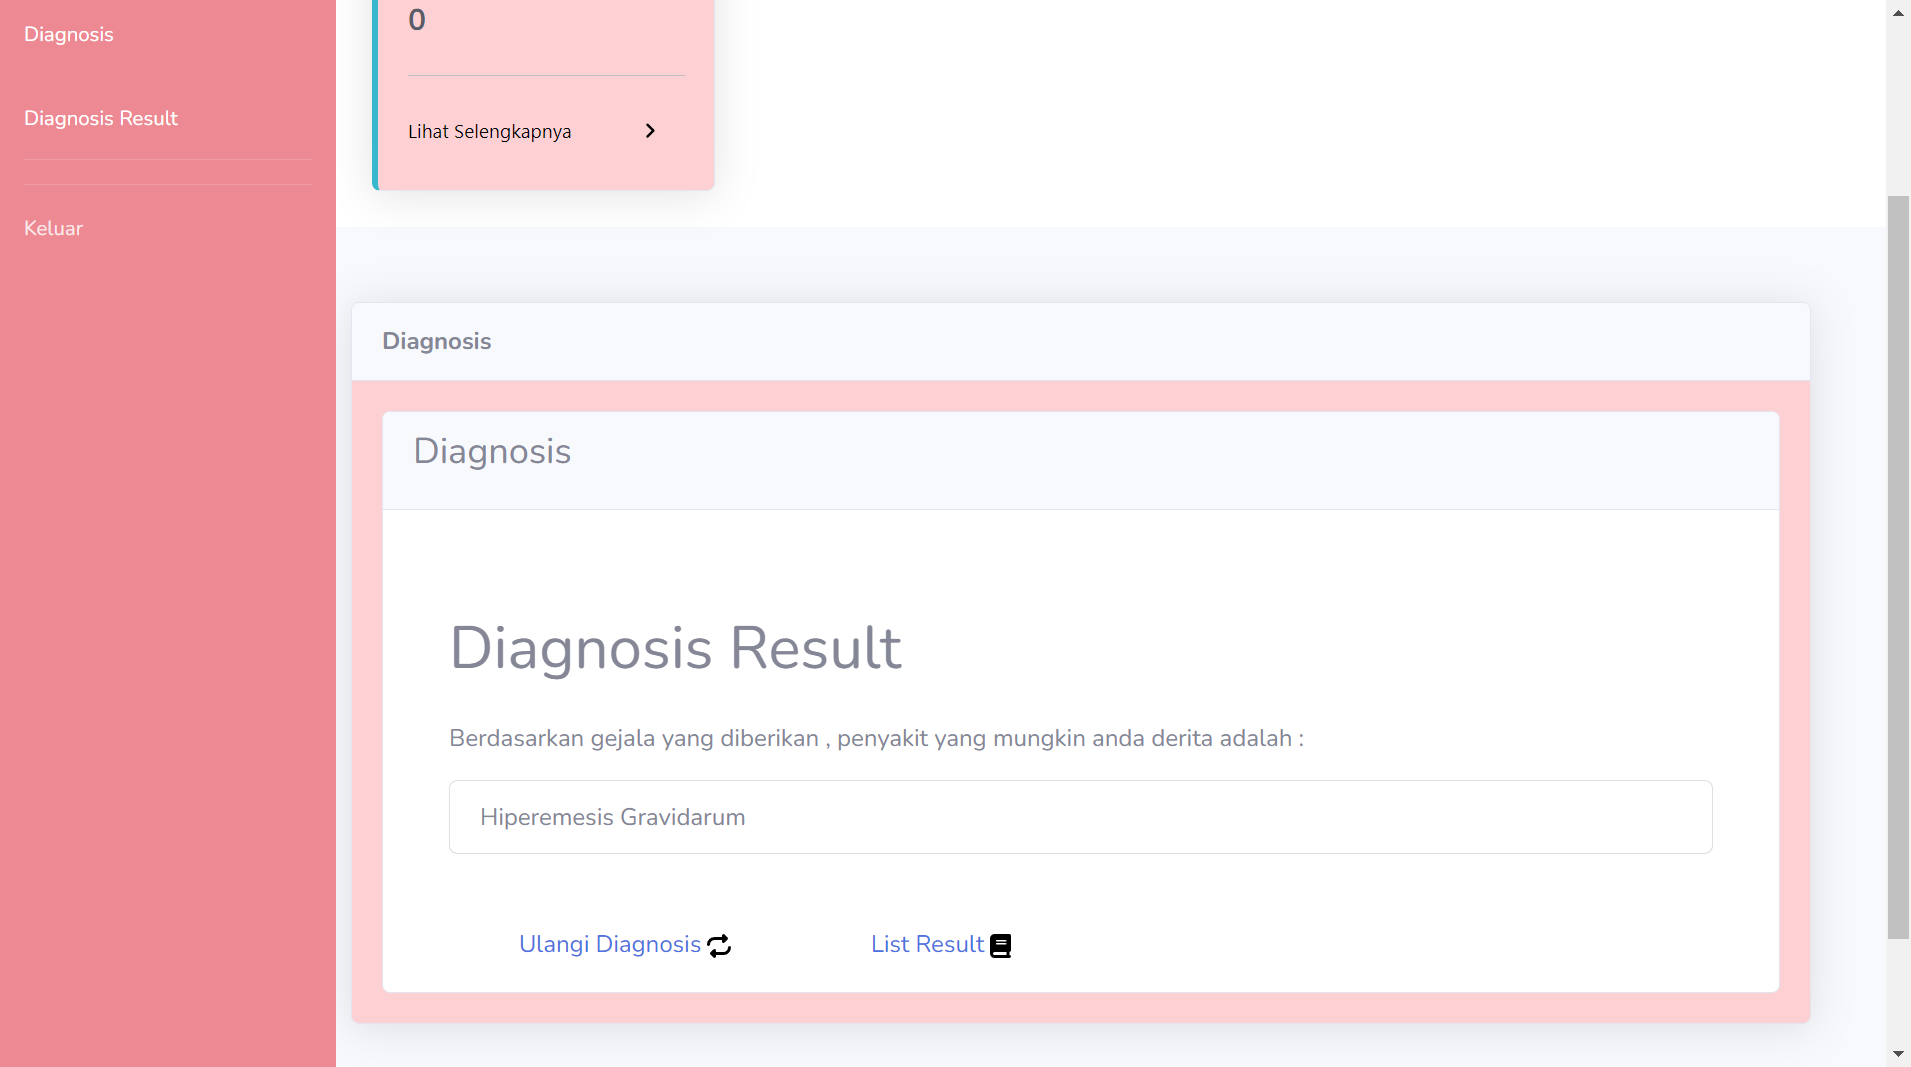 Diagnosis
Diagnosis Result
Keluar
0
Lihat Selengkapnya
Diagnosis
Diagnosis
Diagnosis Result
Berdasarkan gejala yang diberikan , penyakit yang mungkin anda derita adalah :
Hiperemesis Gravidarum
Ulangi Diagnosis
List Result